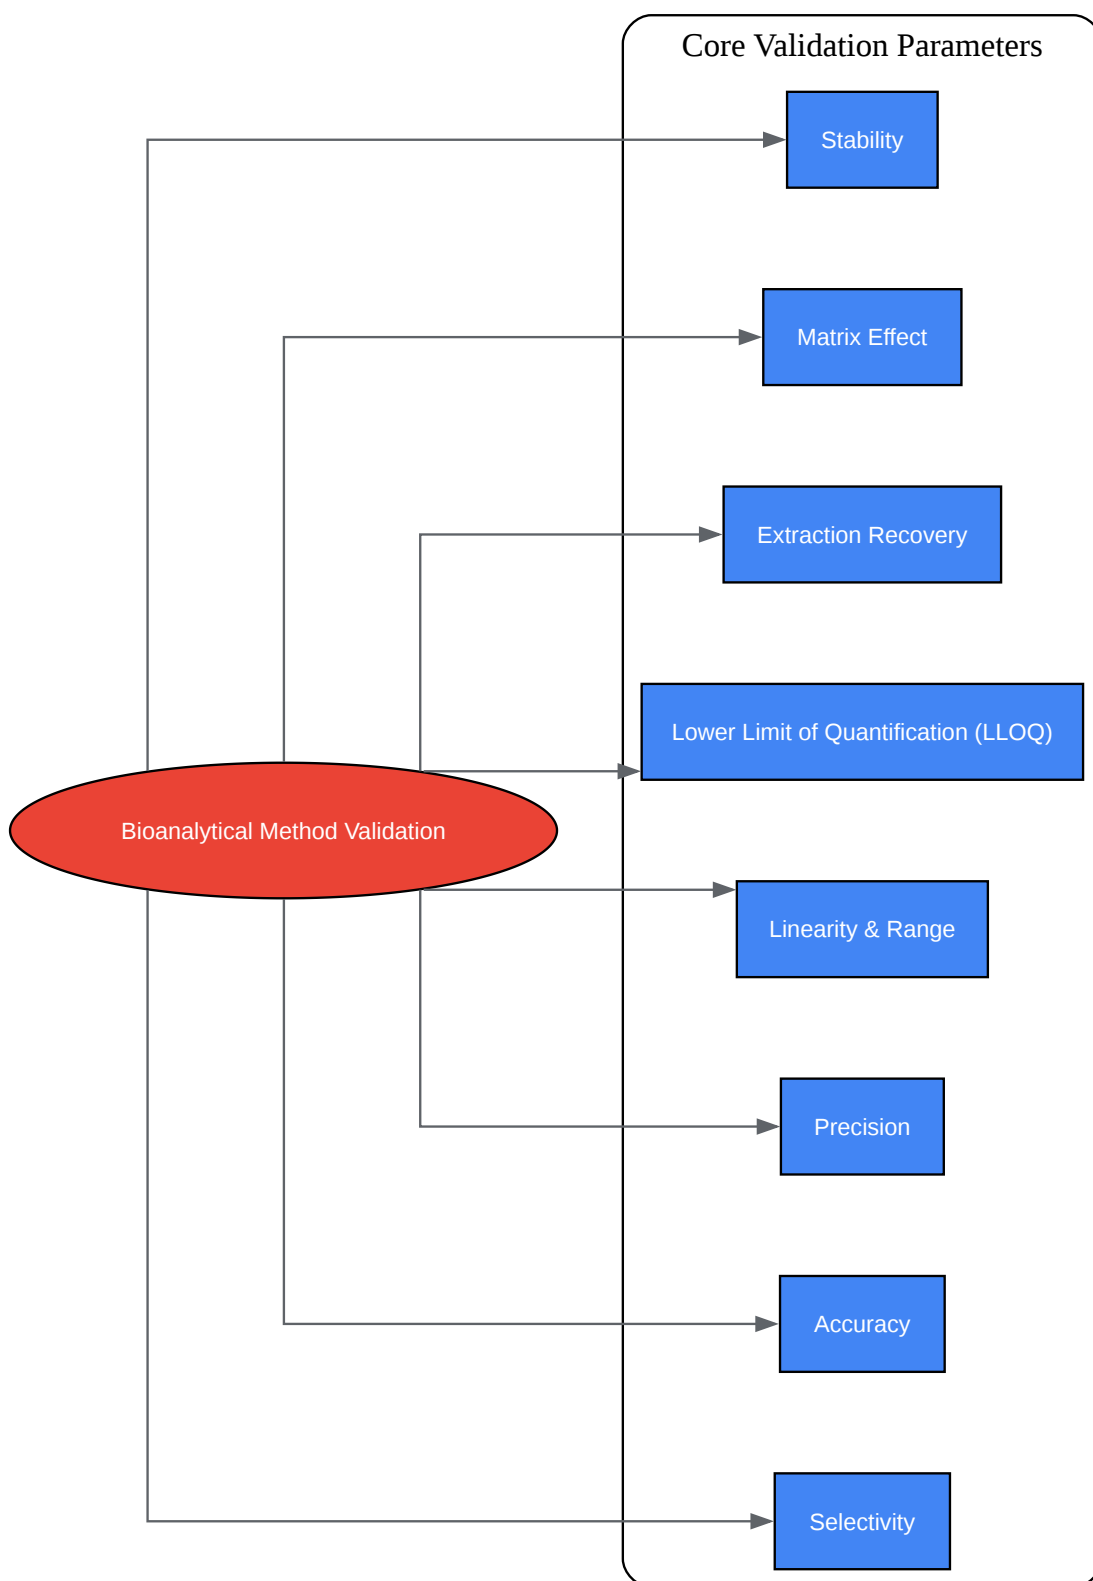 Core Validation Parameters
Stability
Matrix Effect
Extraction Recovery
Lower Limit of Quantification (LLOQ)
Bioanalytical Method Validation
Linearity & Range
Precision
Accuracy
Selectivity